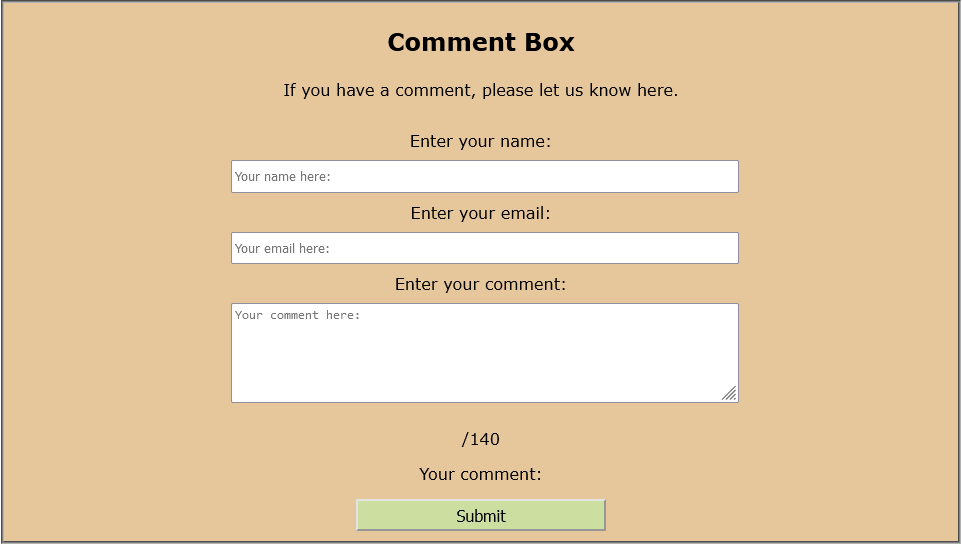 Comment Box
If you have a comment, please let us know here.
Enter your name:
Your name here:
Enter your email:
Your email here:
Enter your comment:
Your comment here:
/140
Your comment:
Submit